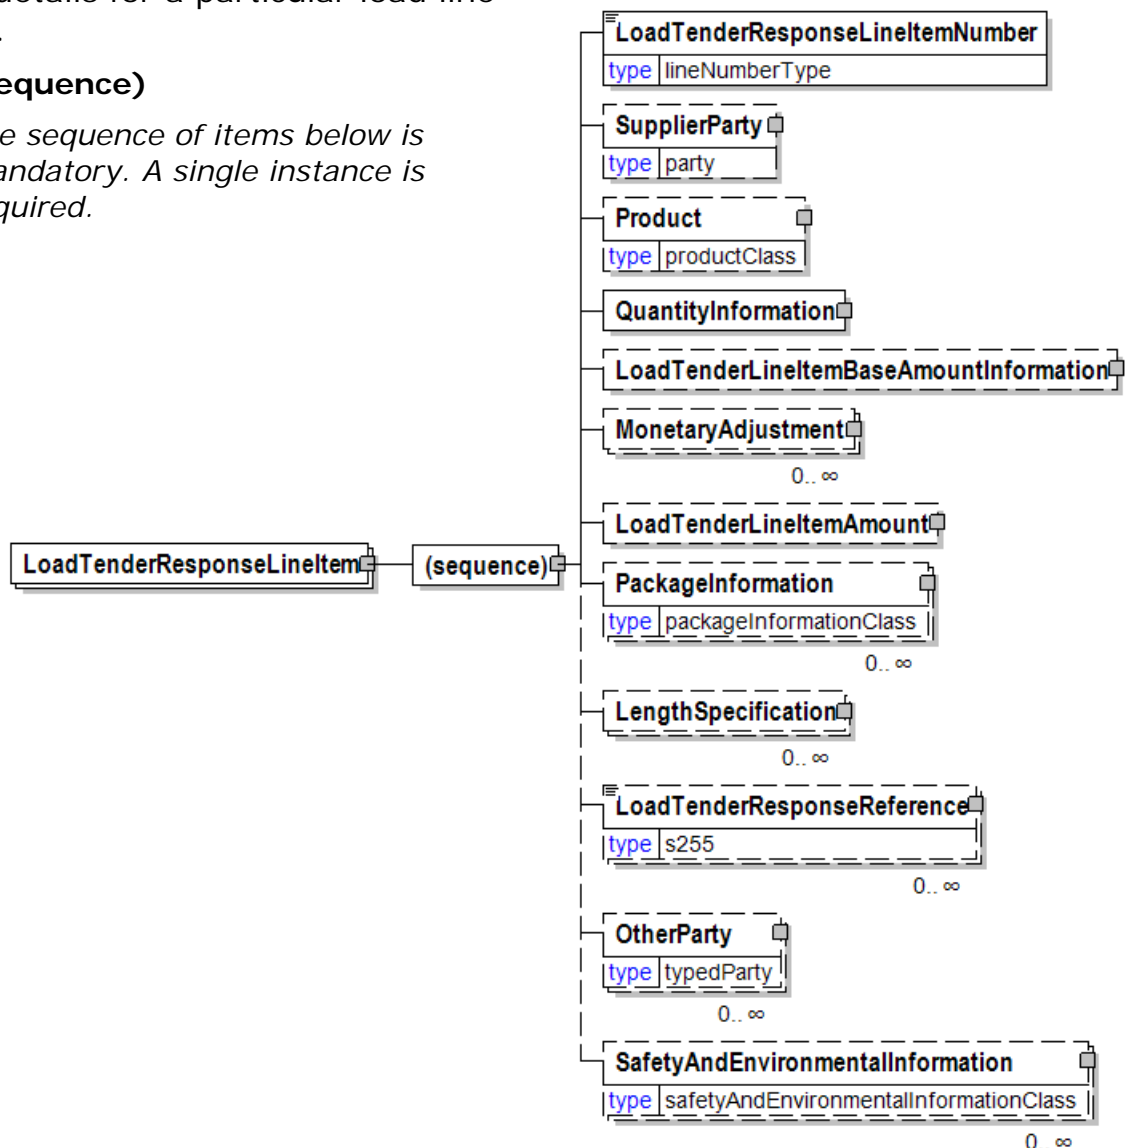 details for a particular load line
.
equence)
e sequence of items below is
andatory. A single instance is
quired.
LoadTenderResponseLineItem
(sequence)
LoadTenderResponseLineItemNumber
type lineNumberType
SupplierParty
type party
Product
type productClass
QuantityInformation
LoadTenderLineItemBaseAmountInformation
MonetaryAdjustment
0.. ∞
LoadTenderLineItemAmount
PackageInformation
type packageInformationClass
0.. ∞
LengthSpecification
0.. ∞
LoadTenderResponseReference
type s255
0.. ∞
OtherParty
type typedParty
0.. ∞
SafetyAndEnvironmentalInformation
type safetyAndEnvironmentalInformationClass
0.. ∞